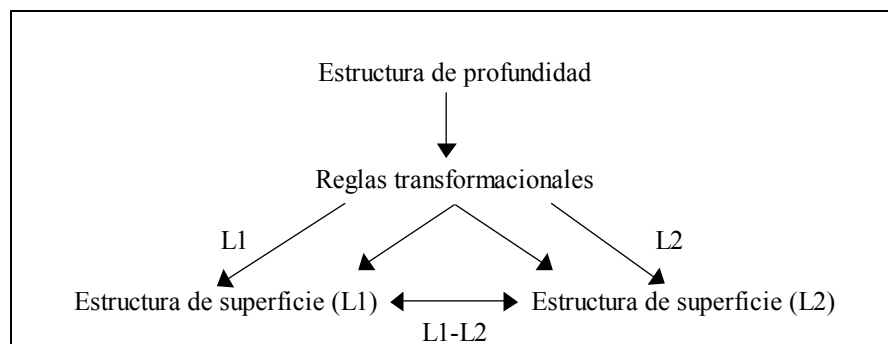 Estructura de profundidad
Reglas transformacionales
L1 L2
Estructura de superficie (L1) Estructura de superficie (L2)
L1-L2